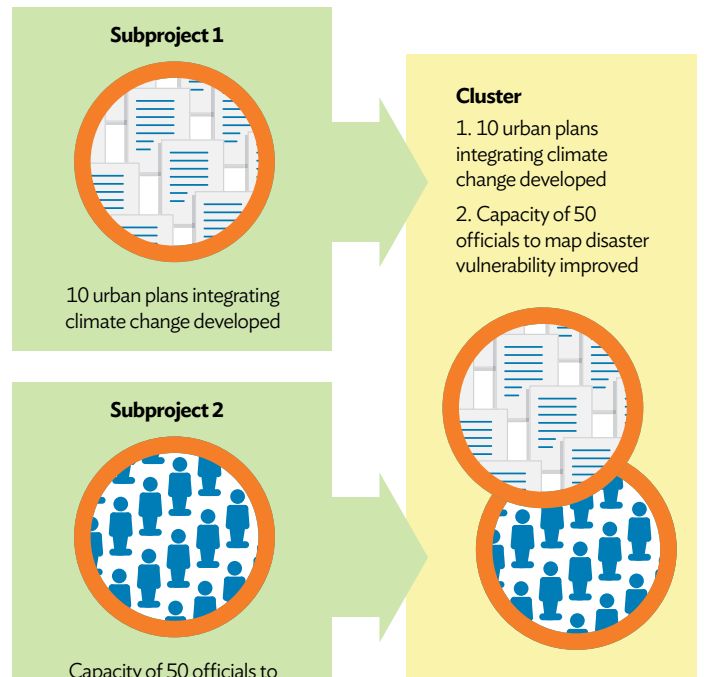 Subproject 1
10 urban plans integrating
climate change developed
Subproject 2
Capacity of 50 officials to
Cluster
1. 10 urban plans
integrating climate
change developed
2. Capacity of 50
officials to map disaster
vulnerability improved